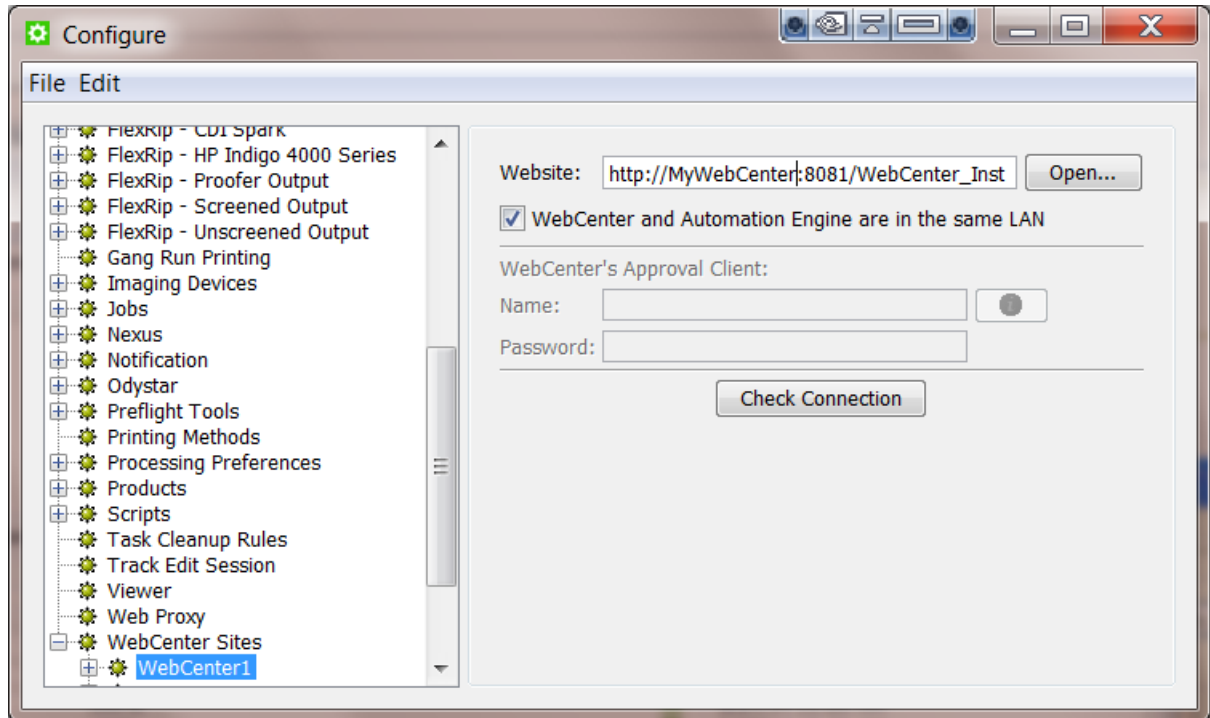 Configure
File Edit
FlexRip - CDI Spark
FlexRip - HP Indigo 4000 Series
FlexRip - Proofer Output
FlexRip - Screened Output
FlexRip - Unscreened Output
Gang Run Printing
Imaging Devices
Jobs
Nexus
Notification
Odystar
Preflight Tools
Printing Methods
Processing Preferences
Products
Scripts
Task Cleanup Rules
Track Edit Session
Viewer
Web Proxy
WebCenter Sites
WebCenter1
Website: http://MyWebCenter:8081/WebCenter_Inst Open...
WebCenter and Automation Engine are in the same LAN
WebCenter's Approval Client:
Name:
Password:
Check Connection